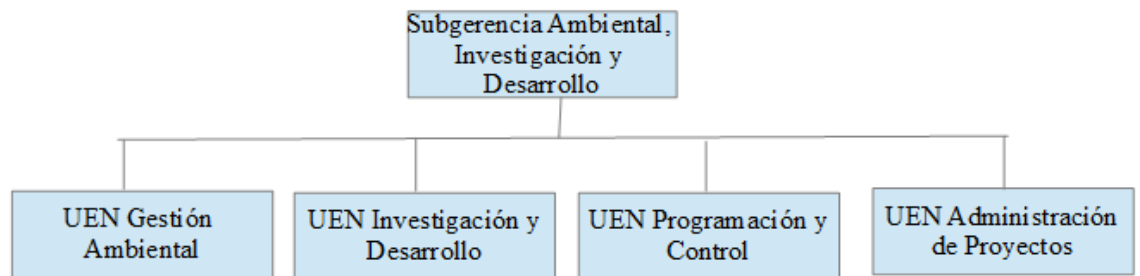 Subgerencia Ambiental,
Investigación y
Desarrollo
UEN Gestión
Ambiental
UEN Investigación y
Desarrollo
UEN Programación y
Control
UEN Administración
de Proyectos